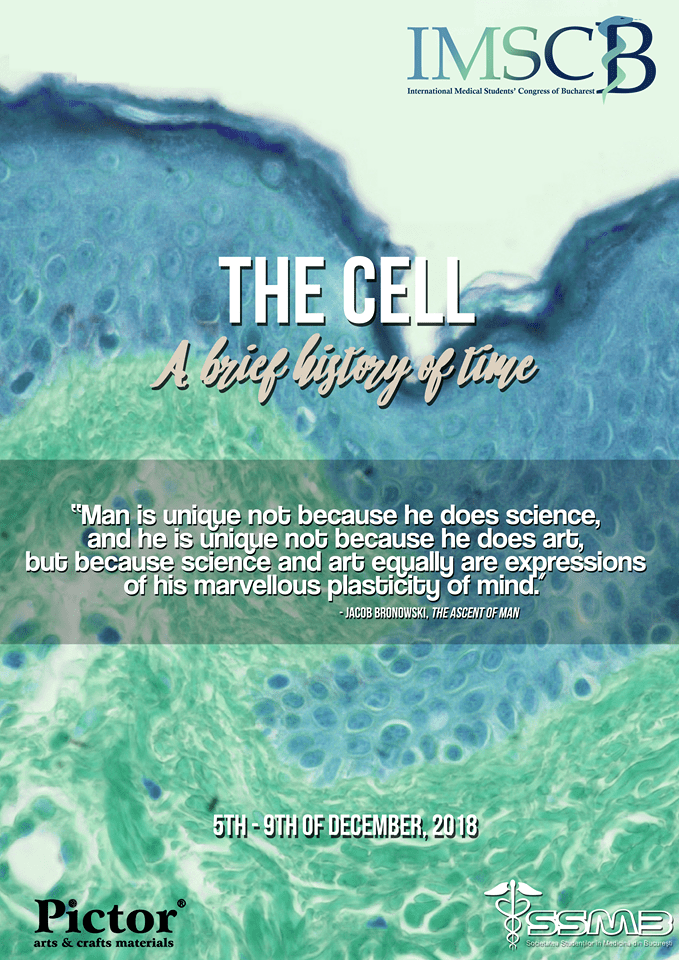 IMSCB
International Medical Students' Congress of Bucharest
THE CELL
A brief history of time
"Man is unique not because he does science,
and he is unique not because he does art,
but because science and art equally are expressions
of his marvellous plasticity of mind."
- JACOB BRONOWSKI, THE ASCENT OF MAN
5TH - 9TH OF DECEMBER, 2018
Pictor®
arts & crafts materials
SSMB
Societatea Studenților în Medicină din București